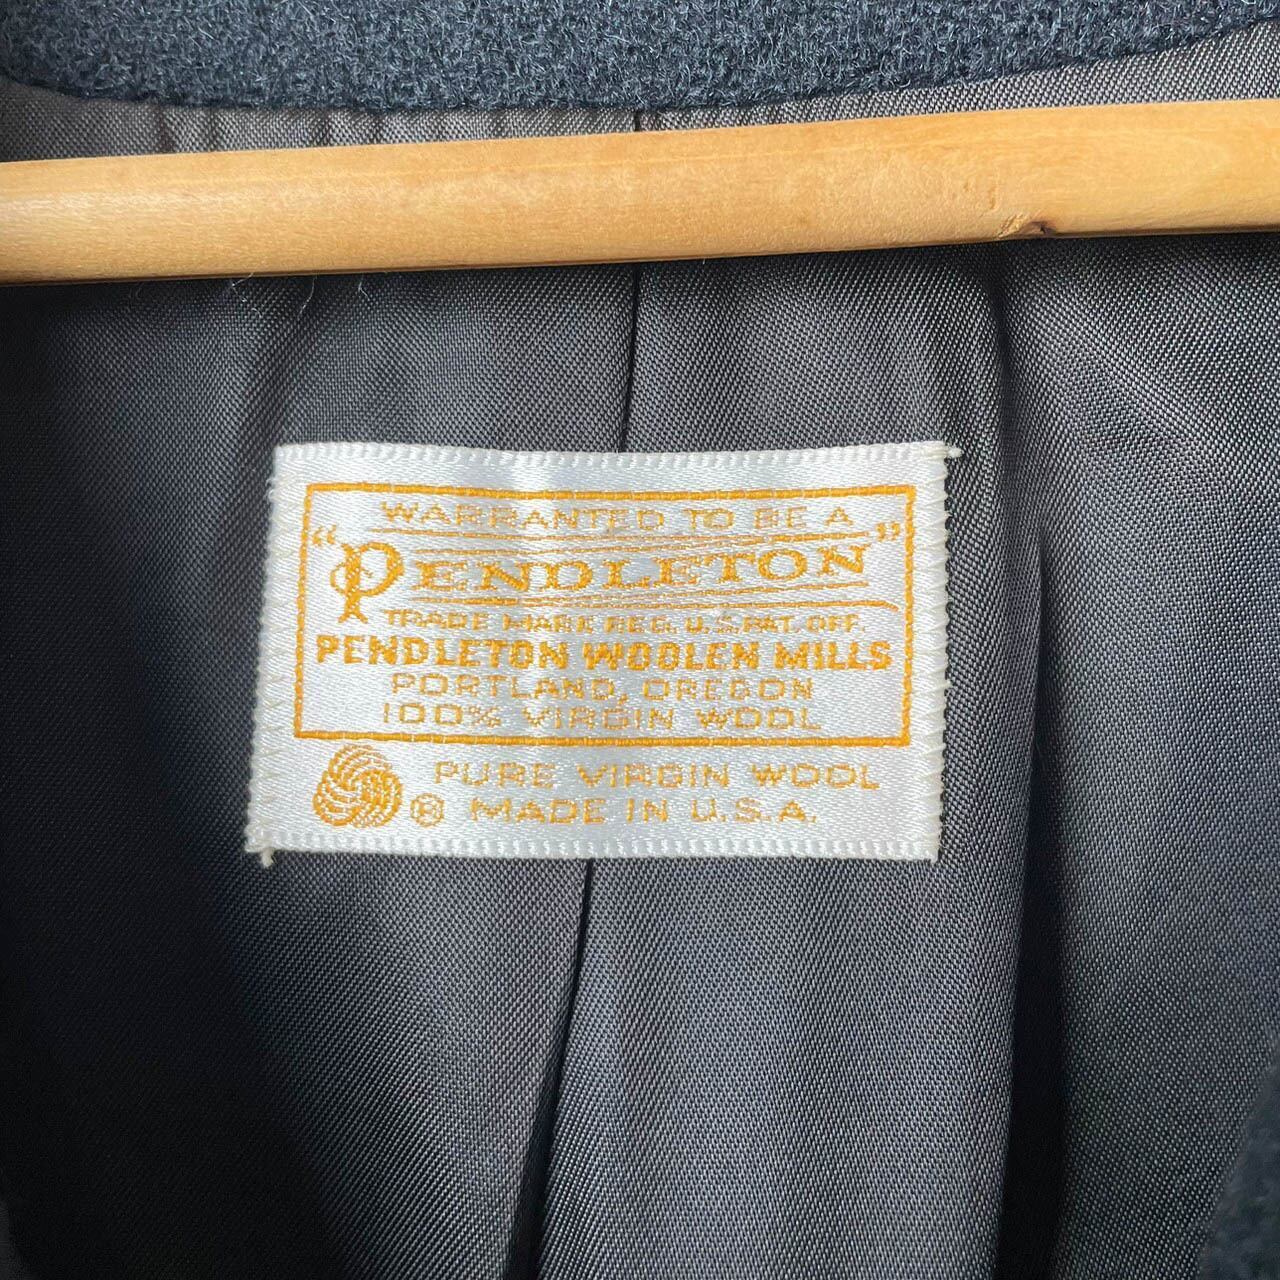 WARRANTED TO BE A
"PENDLETON"
TRADE MARK REG. U.S. PAT. OFF.
PENDLETON WOOLEN MILLS
PORTLAND, OREGON
100% VIRGIN WOOL
PURE VIRGIN WOOL
® MADE IN U.S.A.